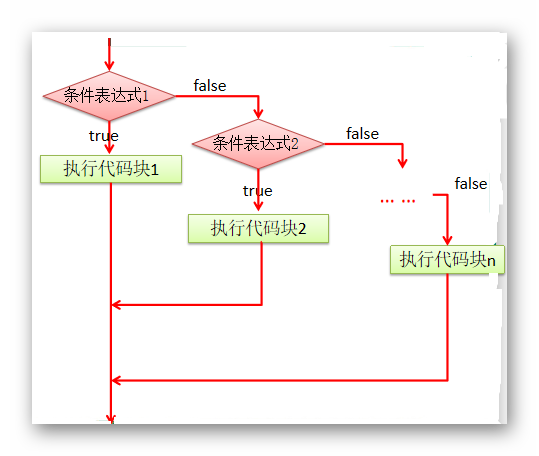 条件表达式1
false
true
条件表达式2
false
执行代码块1
true
... ...
false
执行代码块2
执行代码块n